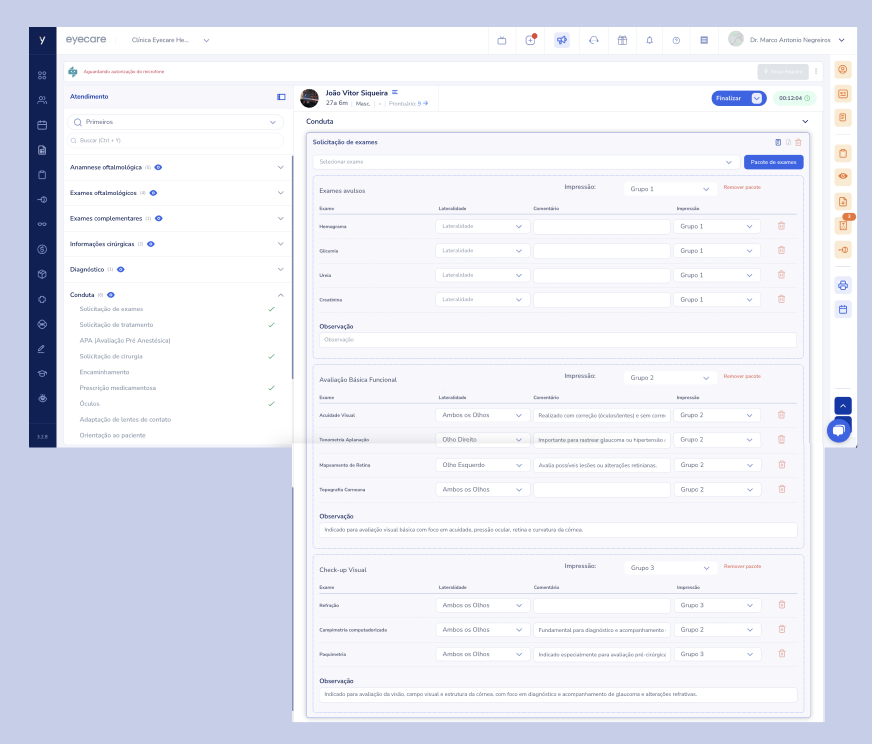 y
eyecare
Clínica Eyecare He...
Dr. Marco Antonio Negreiros
Aguardando autorização do microfone
Atendimento
Primeiros
Buscar (Ctrl + Y)
Anamnese oftalmológica
Exames oftalmológicos
Exames complementares (1)
Informações cirúrgicas
Diagnóstico (1)
Conduta
Solicitação de exames
Solicitação de tratamento
APA (Avaliação Pré Anestésica)
Solicitação de cirurgia
Encaminhamento
Prescrição medicamentosa
Óculos
Adaptação de lentes de contato
Orientação ao paciente
3.2.9
João Vitor Siqueira
27a 6m | Masc. | - | Prontuário: 9
Finalizar
00:12:04
Conduta
Solicitação de exames
Selecionar exame
Pacote de exames
Exames avulsos
Impressão:
Grupo 1
Remover pacote
Exame Lateralidade Comentário Impressão
Hemograma Lateralidade Grupo 1
Glicemia Lateralidade Grupo 1
Ureia Lateralidade Grupo 1
Creatinina Lateralidade Grupo 1
Observação
Observação
Avaliação Básica Funcional
Impressão:
Grupo 2
Remover pacote
Exame Lateralidade Comentário Impressão
Acuidade Visual Ambos os Olhos Realizado com correção (óculos/lentes) e sem corre Grupo 2
Tonometria Aplanação Olho Direito Importante para rastrear glaucoma ou hipertensão Grupo 2
Mapeamento de Retina Olho Esquerdo Avalia possíveis lesões ou alterações retinianas. Grupo 2
Topografia Corneana Ambos os Olhos Grupo 2
Observação
Indicado para avaliação visual básica com foco em acuidade, pressão ocular, retina e curvatura da córnea.
Check-up Visual
Impressão:
Grupo 3
Remover pacote
Exame Lateralidade Comentário Impressão
Refração Ambos os Olhos Grupo 3
Campimetria computadorizada Ambos os Olhos Fundamental para diagnóstico e acompanhamento Grupo 2
Paquimetria Ambos os Olhos Indicado especialmente para avaliação pré-cirúrgica Grupo 3
Observação
Indicado para avaliação da visão, campo visual e estrutura da córnea, com foco em diagnóstico e acompanhamento de glaucoma e alterações refrativas.